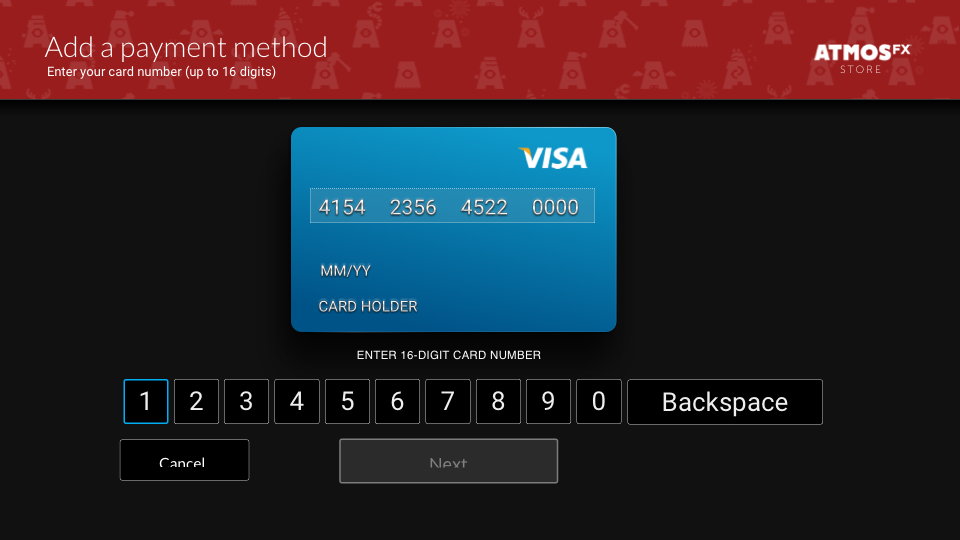 Add a payment method
Enter your card number (up to 16 digits)
ATMOSFX
STORE
VISA
4154 2356 4522 0000
MM/YY
CARD HOLDER
ENTER 16-DIGIT CARD NUMBER
1 2 3 4 5 6 7 8 9 0 Backspace
Cancel Next